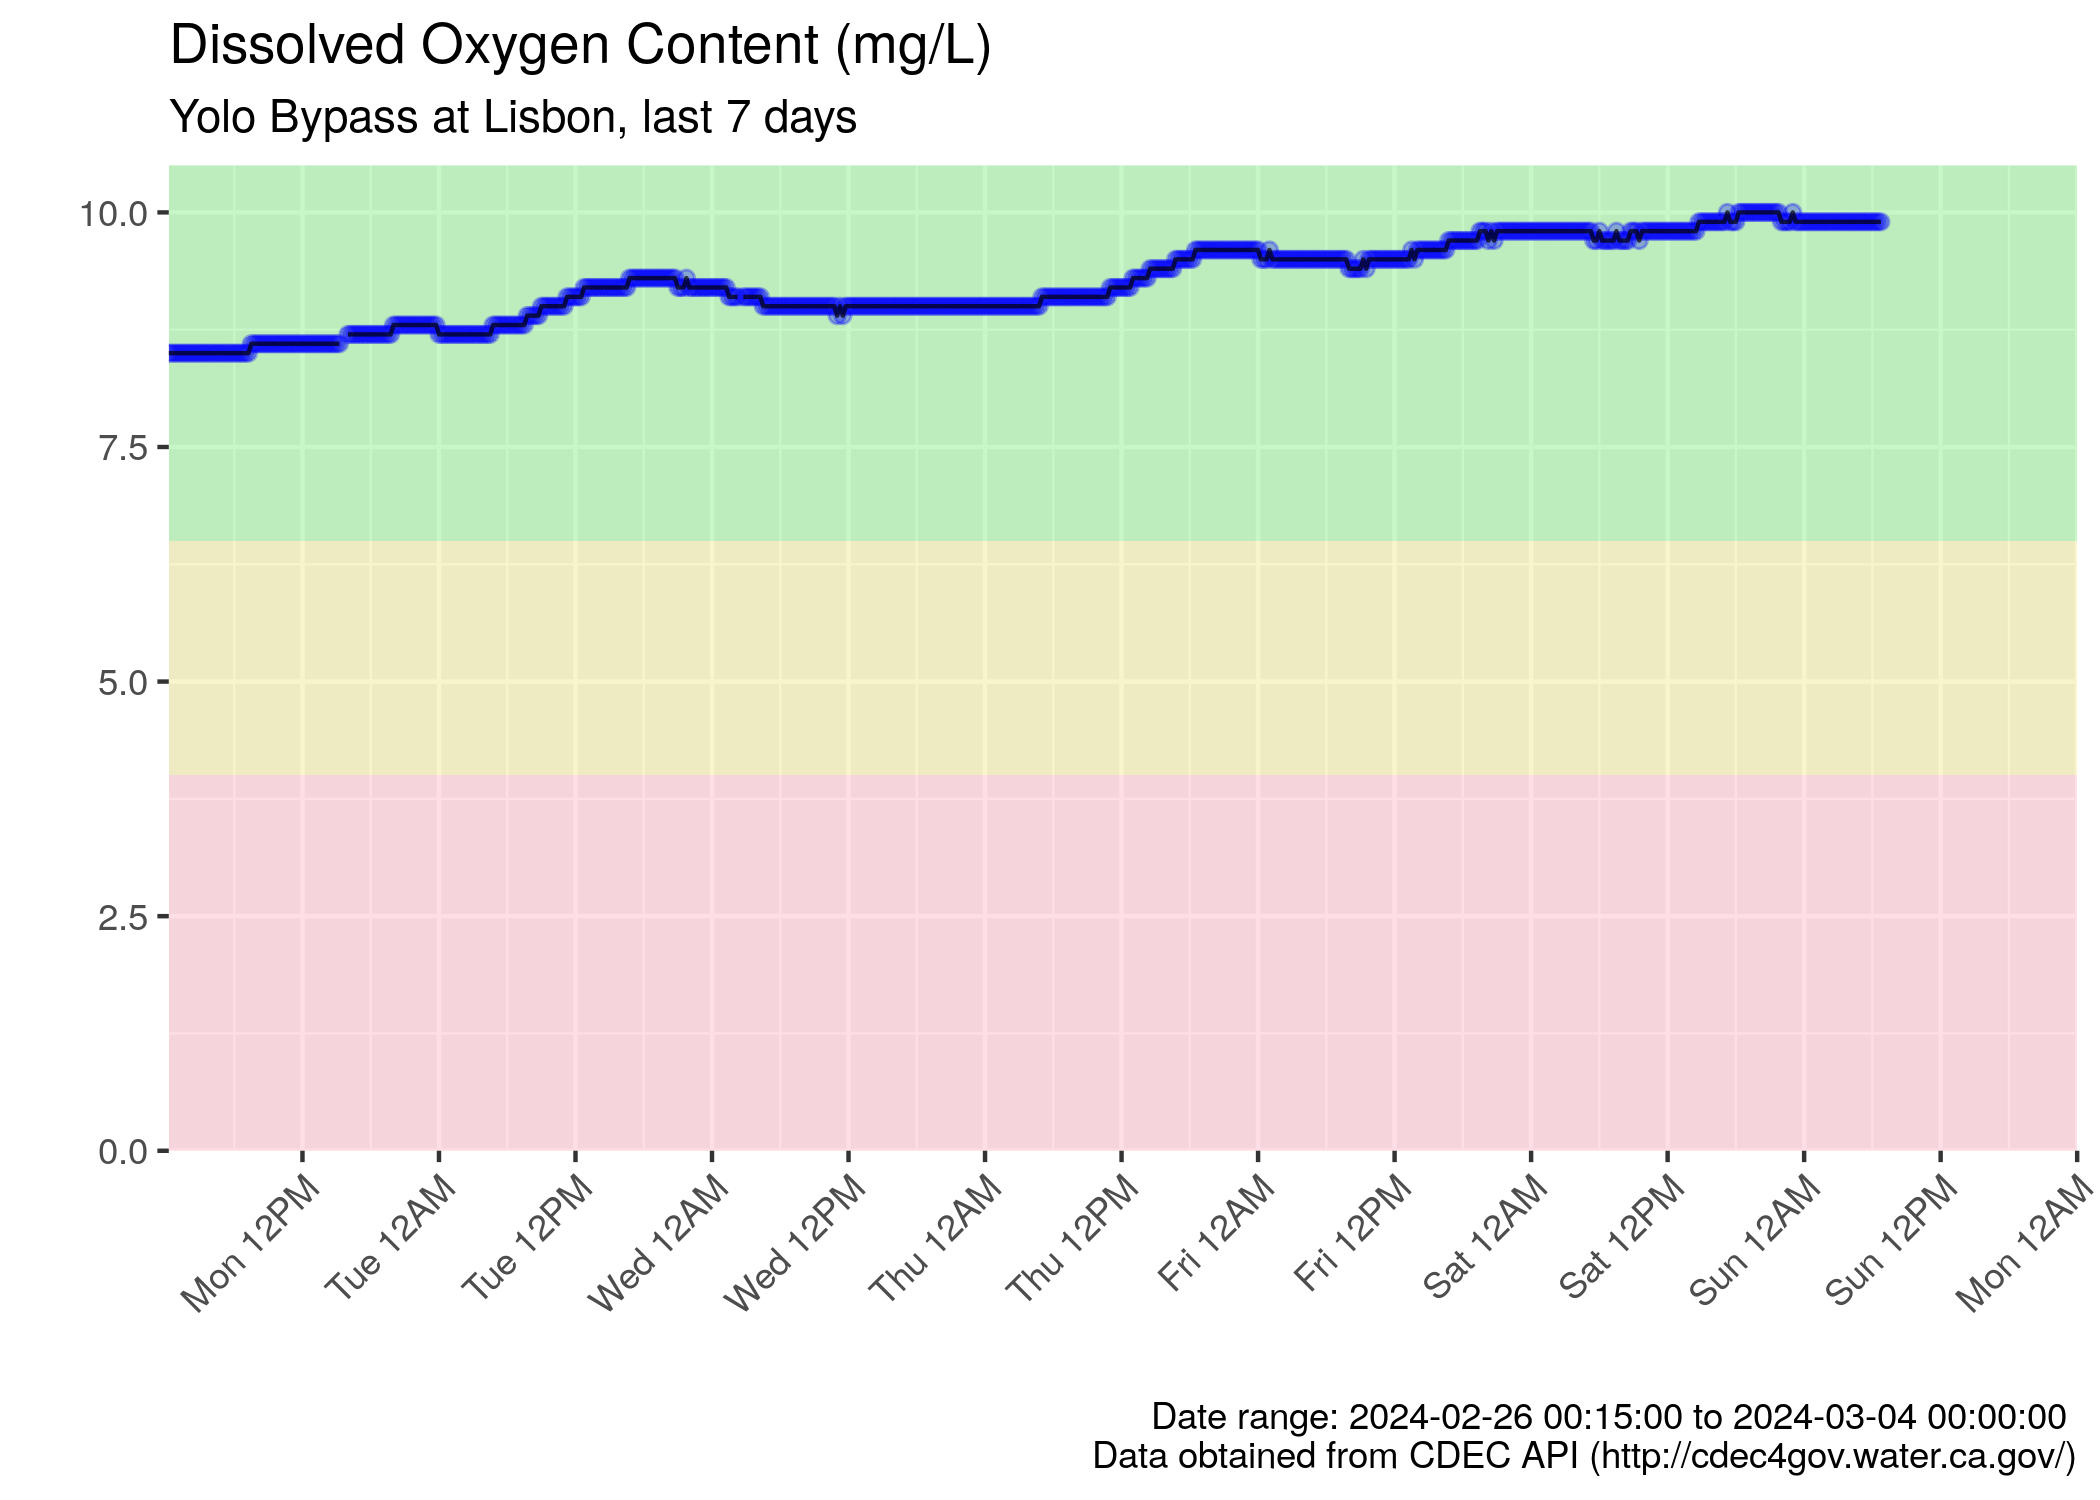 Dissolved Oxygen Content (mg/L)
Yolo Bypass at Lisbon, last 7 days
10.0
7.5
5.0
2.5
0.0
Mon 12PM
Tue 12AM
Tue 12PM
Wed 12AM
Wed 12PM
Thu 12AM
Thu 12PM
Fri 12AM
Fri 12PM
Sat 12AM
Sat 12PM
Sun 12AM
Sun 12PM
Mon 12AM
Date range: 2024-02-26 00:15:00 to 2024-03-04 00:00:00
Data obtained from CDEC API (http://cdec4gov.water.ca.gov/)